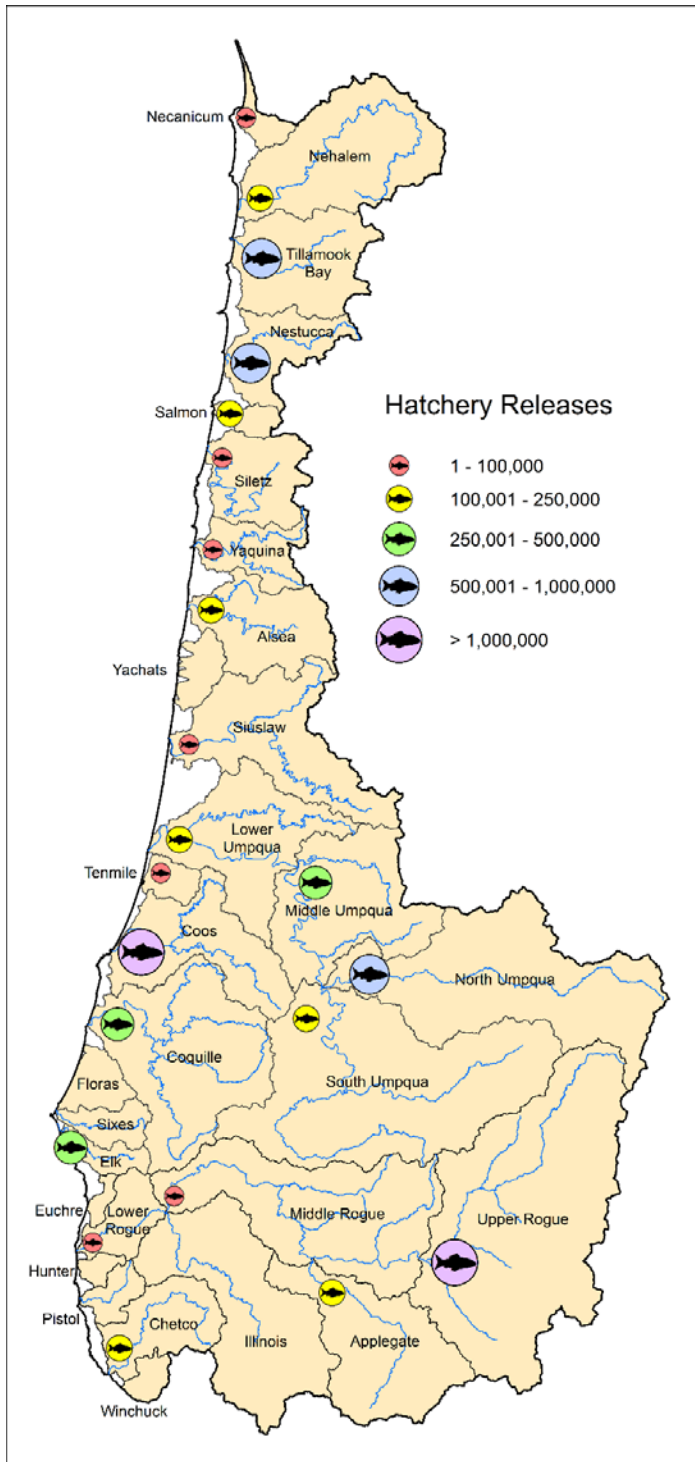 Necanicum
Nehalem
Tillamook
Bay
Nestucca
Hatchery Releases
Salmon
1 - 100,000
Siletz
100,001 - 250,000
250,001 - 500,000
Yaquina
500,001 - 1,000,000
Alsea
> 1,000,000
Yachats
Siuslaw
Lower
Umpqua
Tenmile
Middle Umpqua
Coos
North Umpqua
Coquille
Floras
South Umpqua
Sixes
Elk
Euchre
Lower
Rogue
Middle Rogue
Upper Rogue
Hunter
Pistol
Chetco
Illinois
Applegate
Winchuck